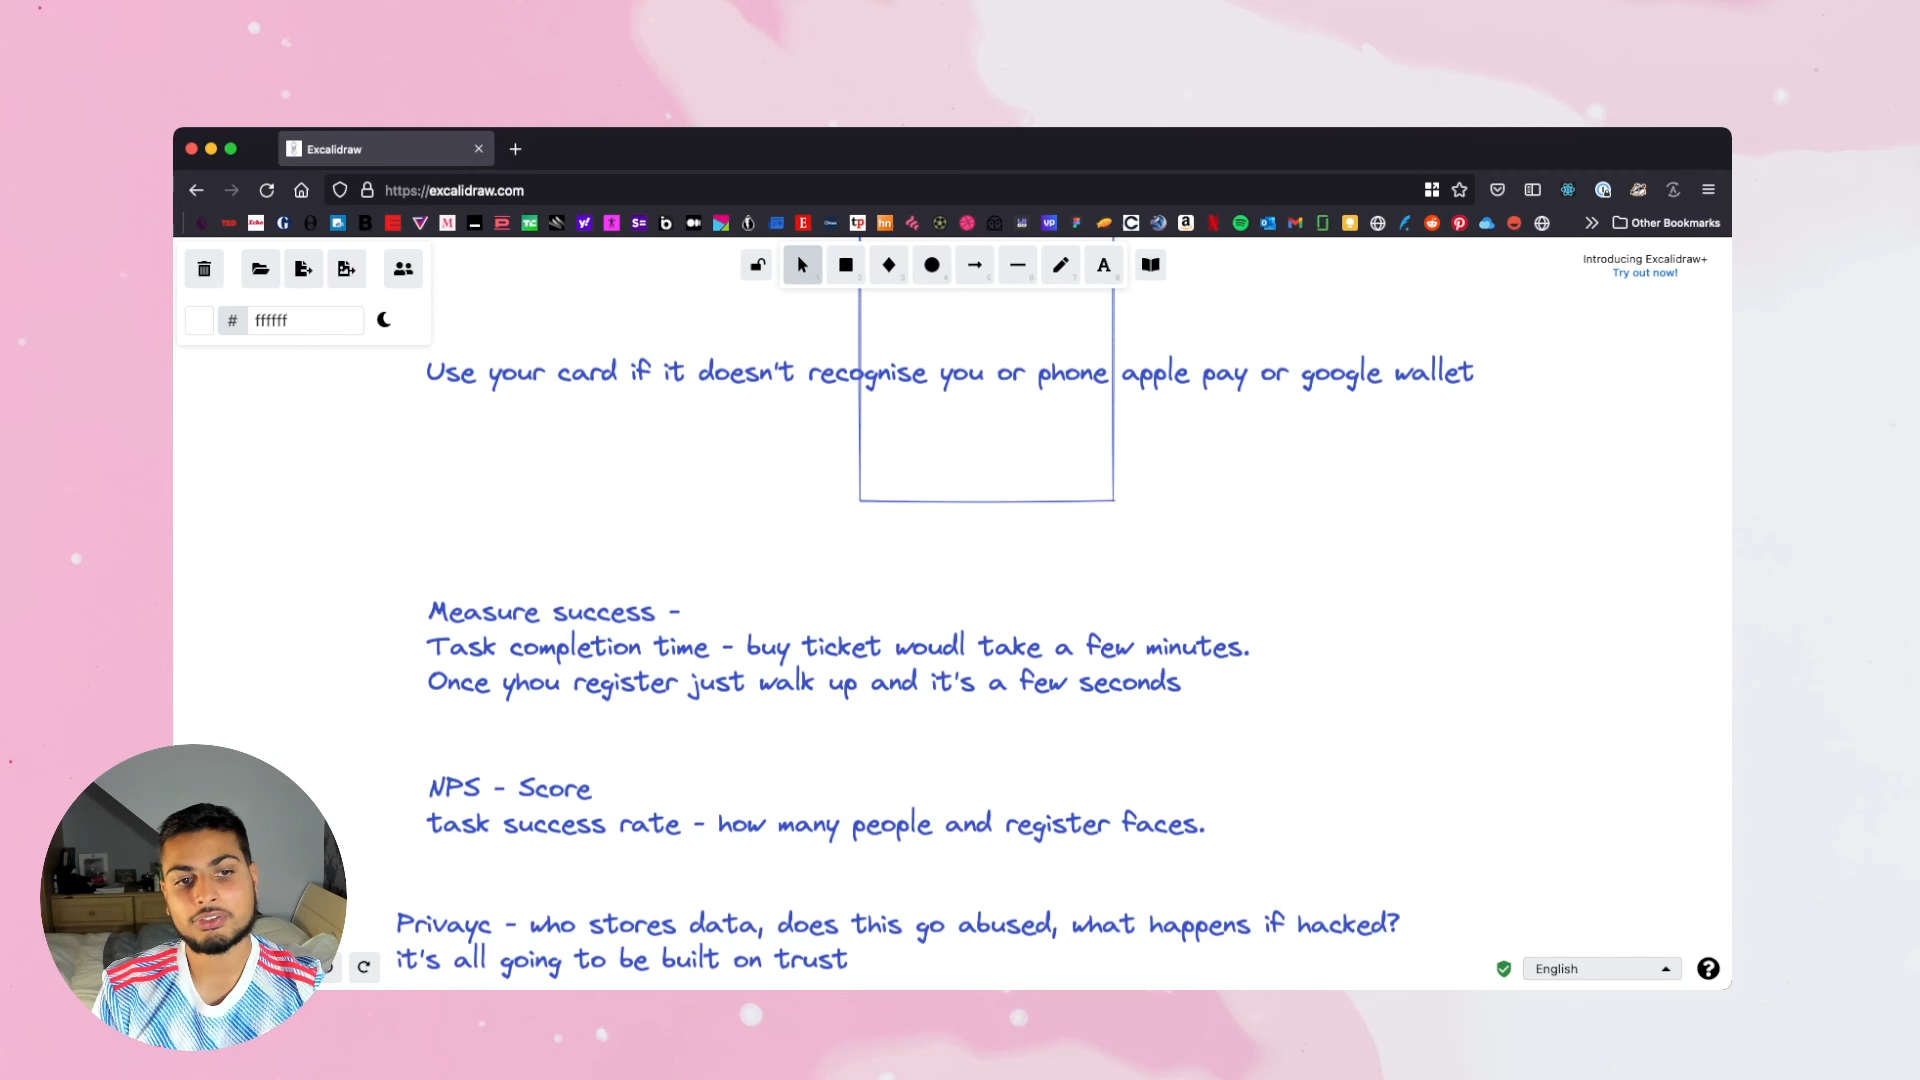 Excalidraw
https://excalidraw.com
Other Bookmarks
# ffffff
Introducing Excalidraw+
Try out now!
Use your card if it doesn't recognise you or phone apple pay or google wallet
Measure success -
Task completion time - buy ticket woudl take a few minutes.
Once yhou register just walk up and it's a few seconds
NPS - Score
task success rate - how many people and register faces.
Privayc - who stores data, does this go abused, what happens if hacked?
it's all going to be built on trust
English